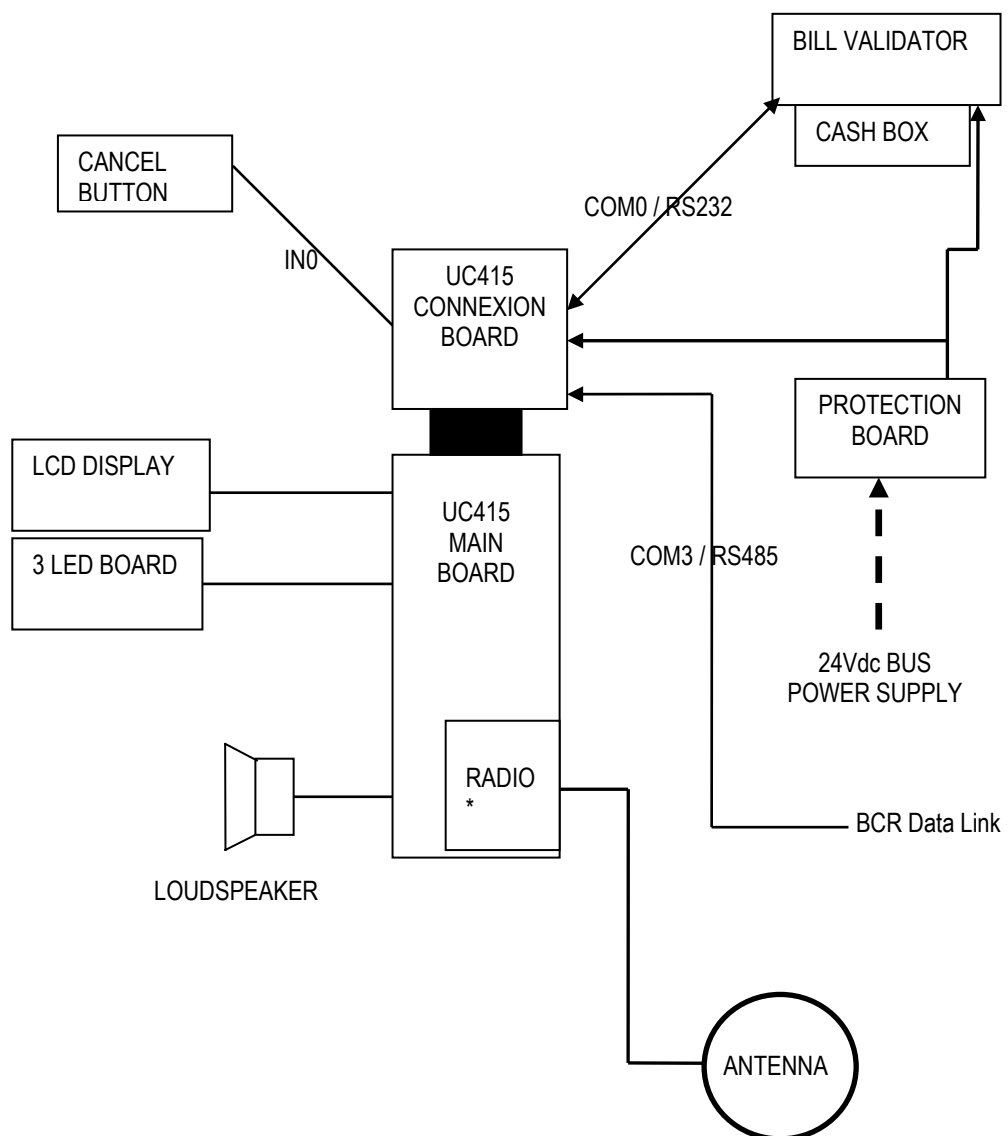 BILL VALIDATOR
CASH BOX
CANCEL
BUTTON
COM0 / RS232
IN0
UC415
CONNEXION
BOARD
PROTECTION
BOARD
LCD DISPLAY
UC415
MAIN
BOARD
3 LED BOARD
COM3 / RS485
24Vdc BUS
POWER SUPPLY
RADIO
*
BCR Data Link
LOUDSPEAKER
ANTENNA